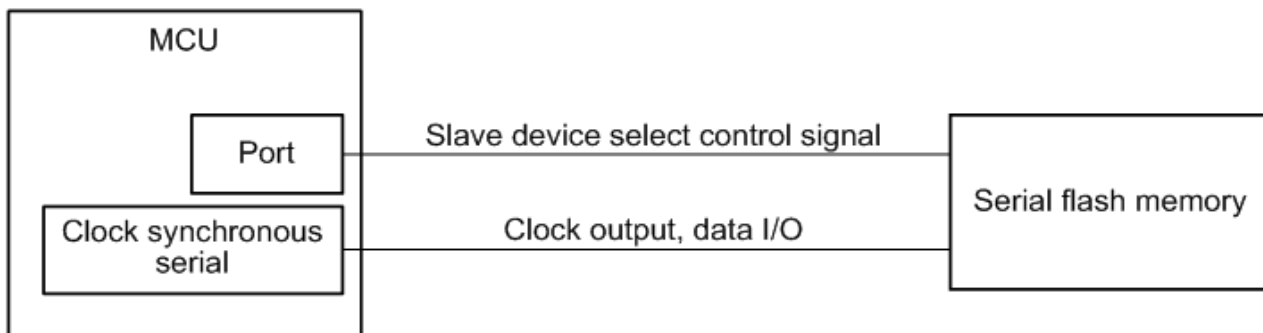 MCU
Port
Slave device select control signal
Serial flash memory
Clock synchronous
serial
Clock output, data I/O